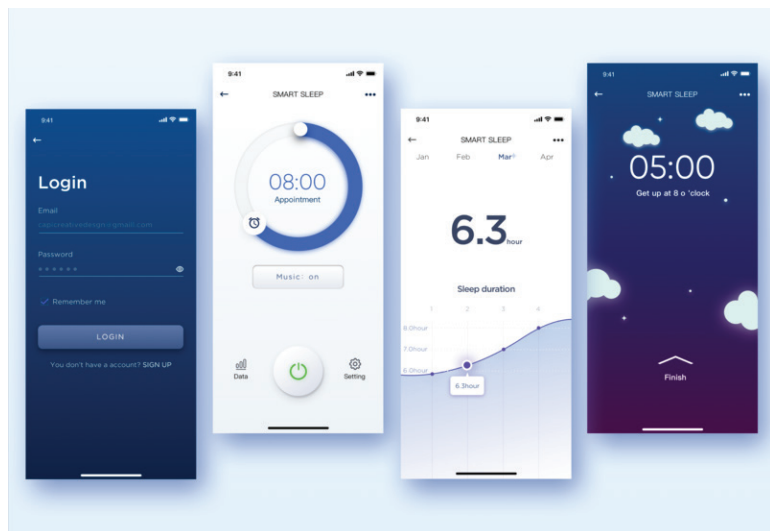 9:41
Login
Email
Password
******
Remember me
LOGIN
You don't have a account? SIGN UP
9:41
SMART SLEEP
08:00
Appointment
Music: on
Data
Setting
9:41
SMART SLEEP
Jan Feb Mar Apr
6.3 hour
Sleep duration
1 2 3 4
8.0hour
7.0hour
6.0hour
6.3hour
9:41
SMART SLEEP
05:00
Get up at 8 o 'clock
Finish